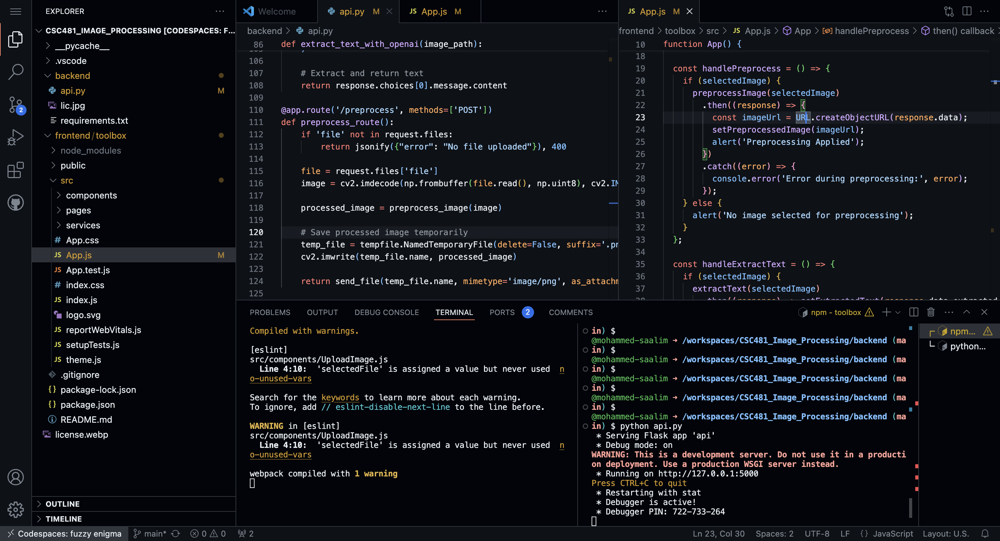 EXPLORER
CSC481_IMAGE_PROCESSING [CODESPACES: F...
__pycache__
.vscode
backend
api.py M
lic.jpg
requirements.txt
frontend/toolbox
node_modules
public
src
components
pages
services
# App.css
JS App.js M
JS App.test.js
# index.css
JS index.js
logo.svg
JS reportWebVitals.js
JS setupTests.js
JS theme.js
.gitignore
{} package-lock.json
{} package.json
README.md
license.webp
OUTLINE
TIMELINE
2
Welcome
api.py M
JS App.js M
backend > api.py
86 def extract_text_with_openai(image_path):
106
107 # Extract and return text
108 return response.choices[0].message.content
109
110 @app.route('/preprocess', methods=['POST'])
111 def preprocess_route():
112 if 'file' not in request.files:
113 return jsonify({"error": "No file uploaded"}), 400
114
115 file = request.files['file']
116 image = cv2.imdecode(np.frombuffer(file.read(), np.uint8), cv2.IM
117
118 processed_image = preprocess_image(image)
119
120 # Save processed image temporarily
121 temp_file = tempfile.NamedTemporaryFile(delete=False, suffix='.pn
122 cv2.imwrite(temp_file.name, processed_image)
123
124 return send_file(temp_file.name, mimetype='image/png', as_attachm
125
JS App.js M
frontend > toolbox > src > JS App.js > App > handlePreprocess > then() callback
10 function App() {
18
19 const handlePreprocess = () => {
20 if (selectedImage) {
21 preprocessImage(selectedImage)
22 .then((response) => {
23 const imageUrl = URL.createObjectURL(response.data);
24 setPreprocessedImage(imageUrl);
25 alert('Preprocessing Applied');
26 })
27 .catch((error) => {
28 console.error('Error during preprocessing:', error);
29 });
30 } else {
31 alert('No image selected for preprocessing');
32 }
33 };
34
35 const handleExtractText = () => {
36 if (selectedImage) {
37 extractText(selectedImage)
PROBLEMS OUTPUT DEBUG CONSOLE TERMINAL PORTS 2 COMMENTS
npm - toolbox
Compiled with warnings.
[eslint]
src/components/UploadImage.js
Line 4:10: 'selectedFile' is assigned a value but never used n
o-unused-vars
Search for the keywords to learn more about each warning.
To ignore, add // eslint-disable-next-line to the line before.
WARNING in [eslint]
src/components/UploadImage.js
Line 4:10: 'selectedFile' is assigned a value but never used n
o-unused-vars
webpack compiled with 1 warning
in) $
@mohammed-saalim → /workspaces/CSC481_Image_Processing/backend (ma
in) $
@mohammed-saalim → /workspaces/CSC481_Image_Processing/backend (ma
in) $
@mohammed-saalim → /workspaces/CSC481_Image_Processing/backend (ma
in) $
@mohammed-saalim → /workspaces/CSC481_Image_Processing/backend (ma
in) $
@mohammed-saalim → /workspaces/CSC481_Image_Processing/backend (ma
in) $ python api.py
* Serving Flask app 'api'
* Debug mode: on
WARNING: This is a development server. Do not use it in a producti
on deployment. Use a production WSGI server instead.
* Running on http://127.0.0.1:5000
Press CTRL+C to quit
* Restarting with stat
* Debugger is active!
* Debugger PIN: 722-733-264
npm...
python...
Codespaces: fuzzy enigma main* 0 0 2
Ln 23, Col 30 Spaces: 2 UTF-8 LF {} JavaScript Layout: U.S.